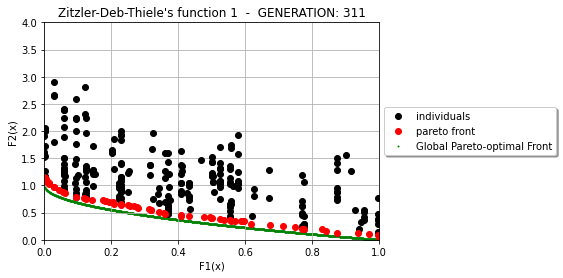 Zitzler-Deb-Thiele's function 1 - GENERATION: 311
4.0
3.5
3.0
2.5
2.0
1.5
1.0
0.5
0.0
F2(x)
0.0 0.2 0.4 0.6 0.8 1.0
F1(x)
individuals
pareto front
Global Pareto-optimal Front